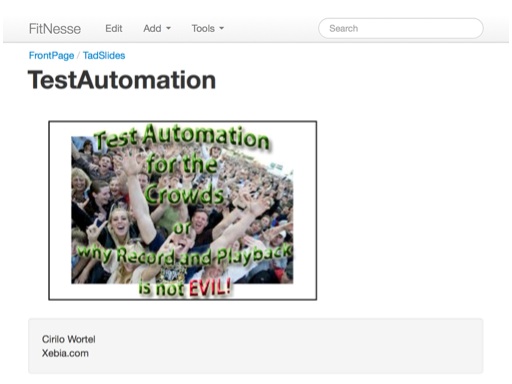 FitNesse Edit Add Tools Search
FrontPage / TadSlides
TestAutomation
Test Automation
for the
Crowds
or
why Record and Playback
is not EVIL!
Cirilo Wortel
Xebia.com